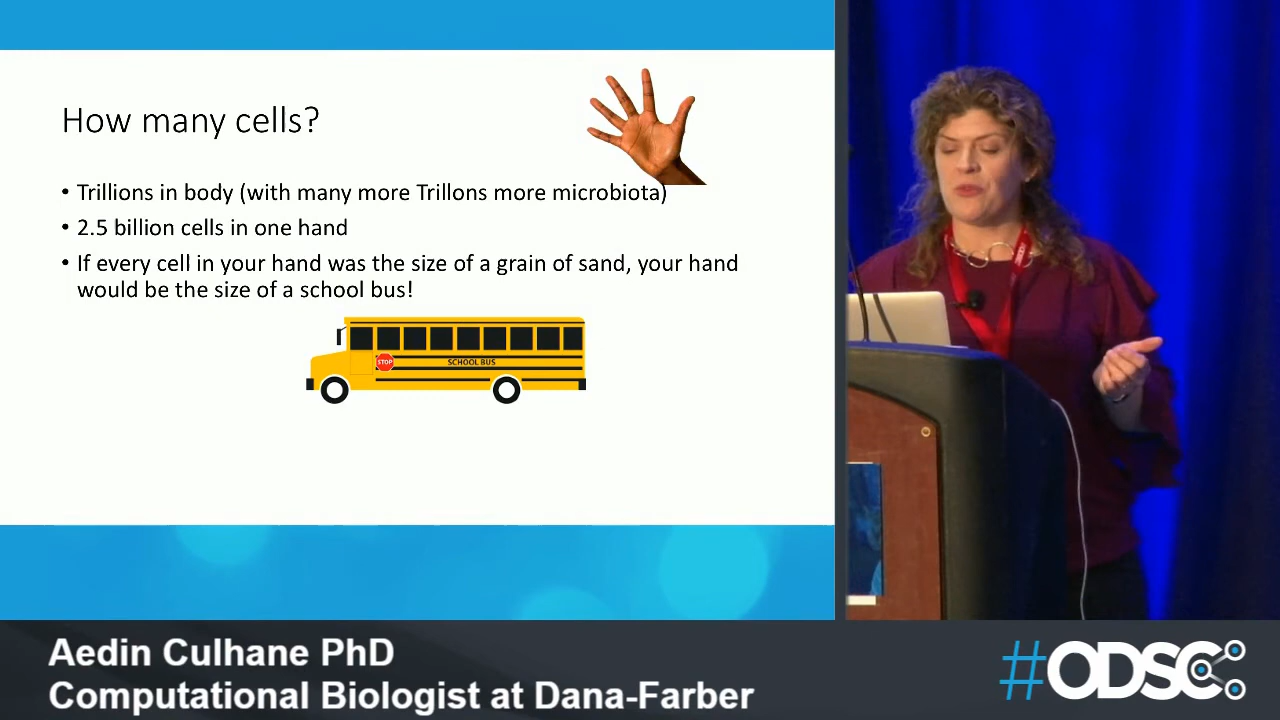 How many cells?
• Trillions in body (with many more Trillons more microbiota)
• 2.5 billion cells in one hand
• If every cell in your hand was the size of a grain of sand, your hand
would be the size of a school bus!
STOP
SCHOOL BUS
Aedin Culhane PhD
Computational Biologist at Dana-Farber
#ODSC